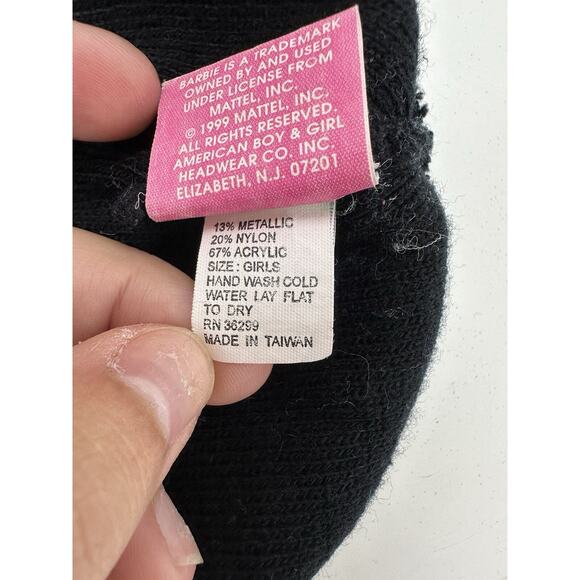 BARBIE IS A TRADEMARK
OWNED BY AND USED
UNDER LICENSE FROM
MATTEL, INC.
© 1999 MATTEL, INC.
ALL RIGHTS RESERVED.
AMERICAN BOY & GIRL
HEADWEAR CO. INC.
ELIZABETH, N.J. 07201
13% METALLIC
20% NYLON
67% ACRYLIC
SIZE : GIRLS
HAND WASH COLD
WATER LAY FLAT
TO DRY
RN 36299
MADE IN TAIWAN